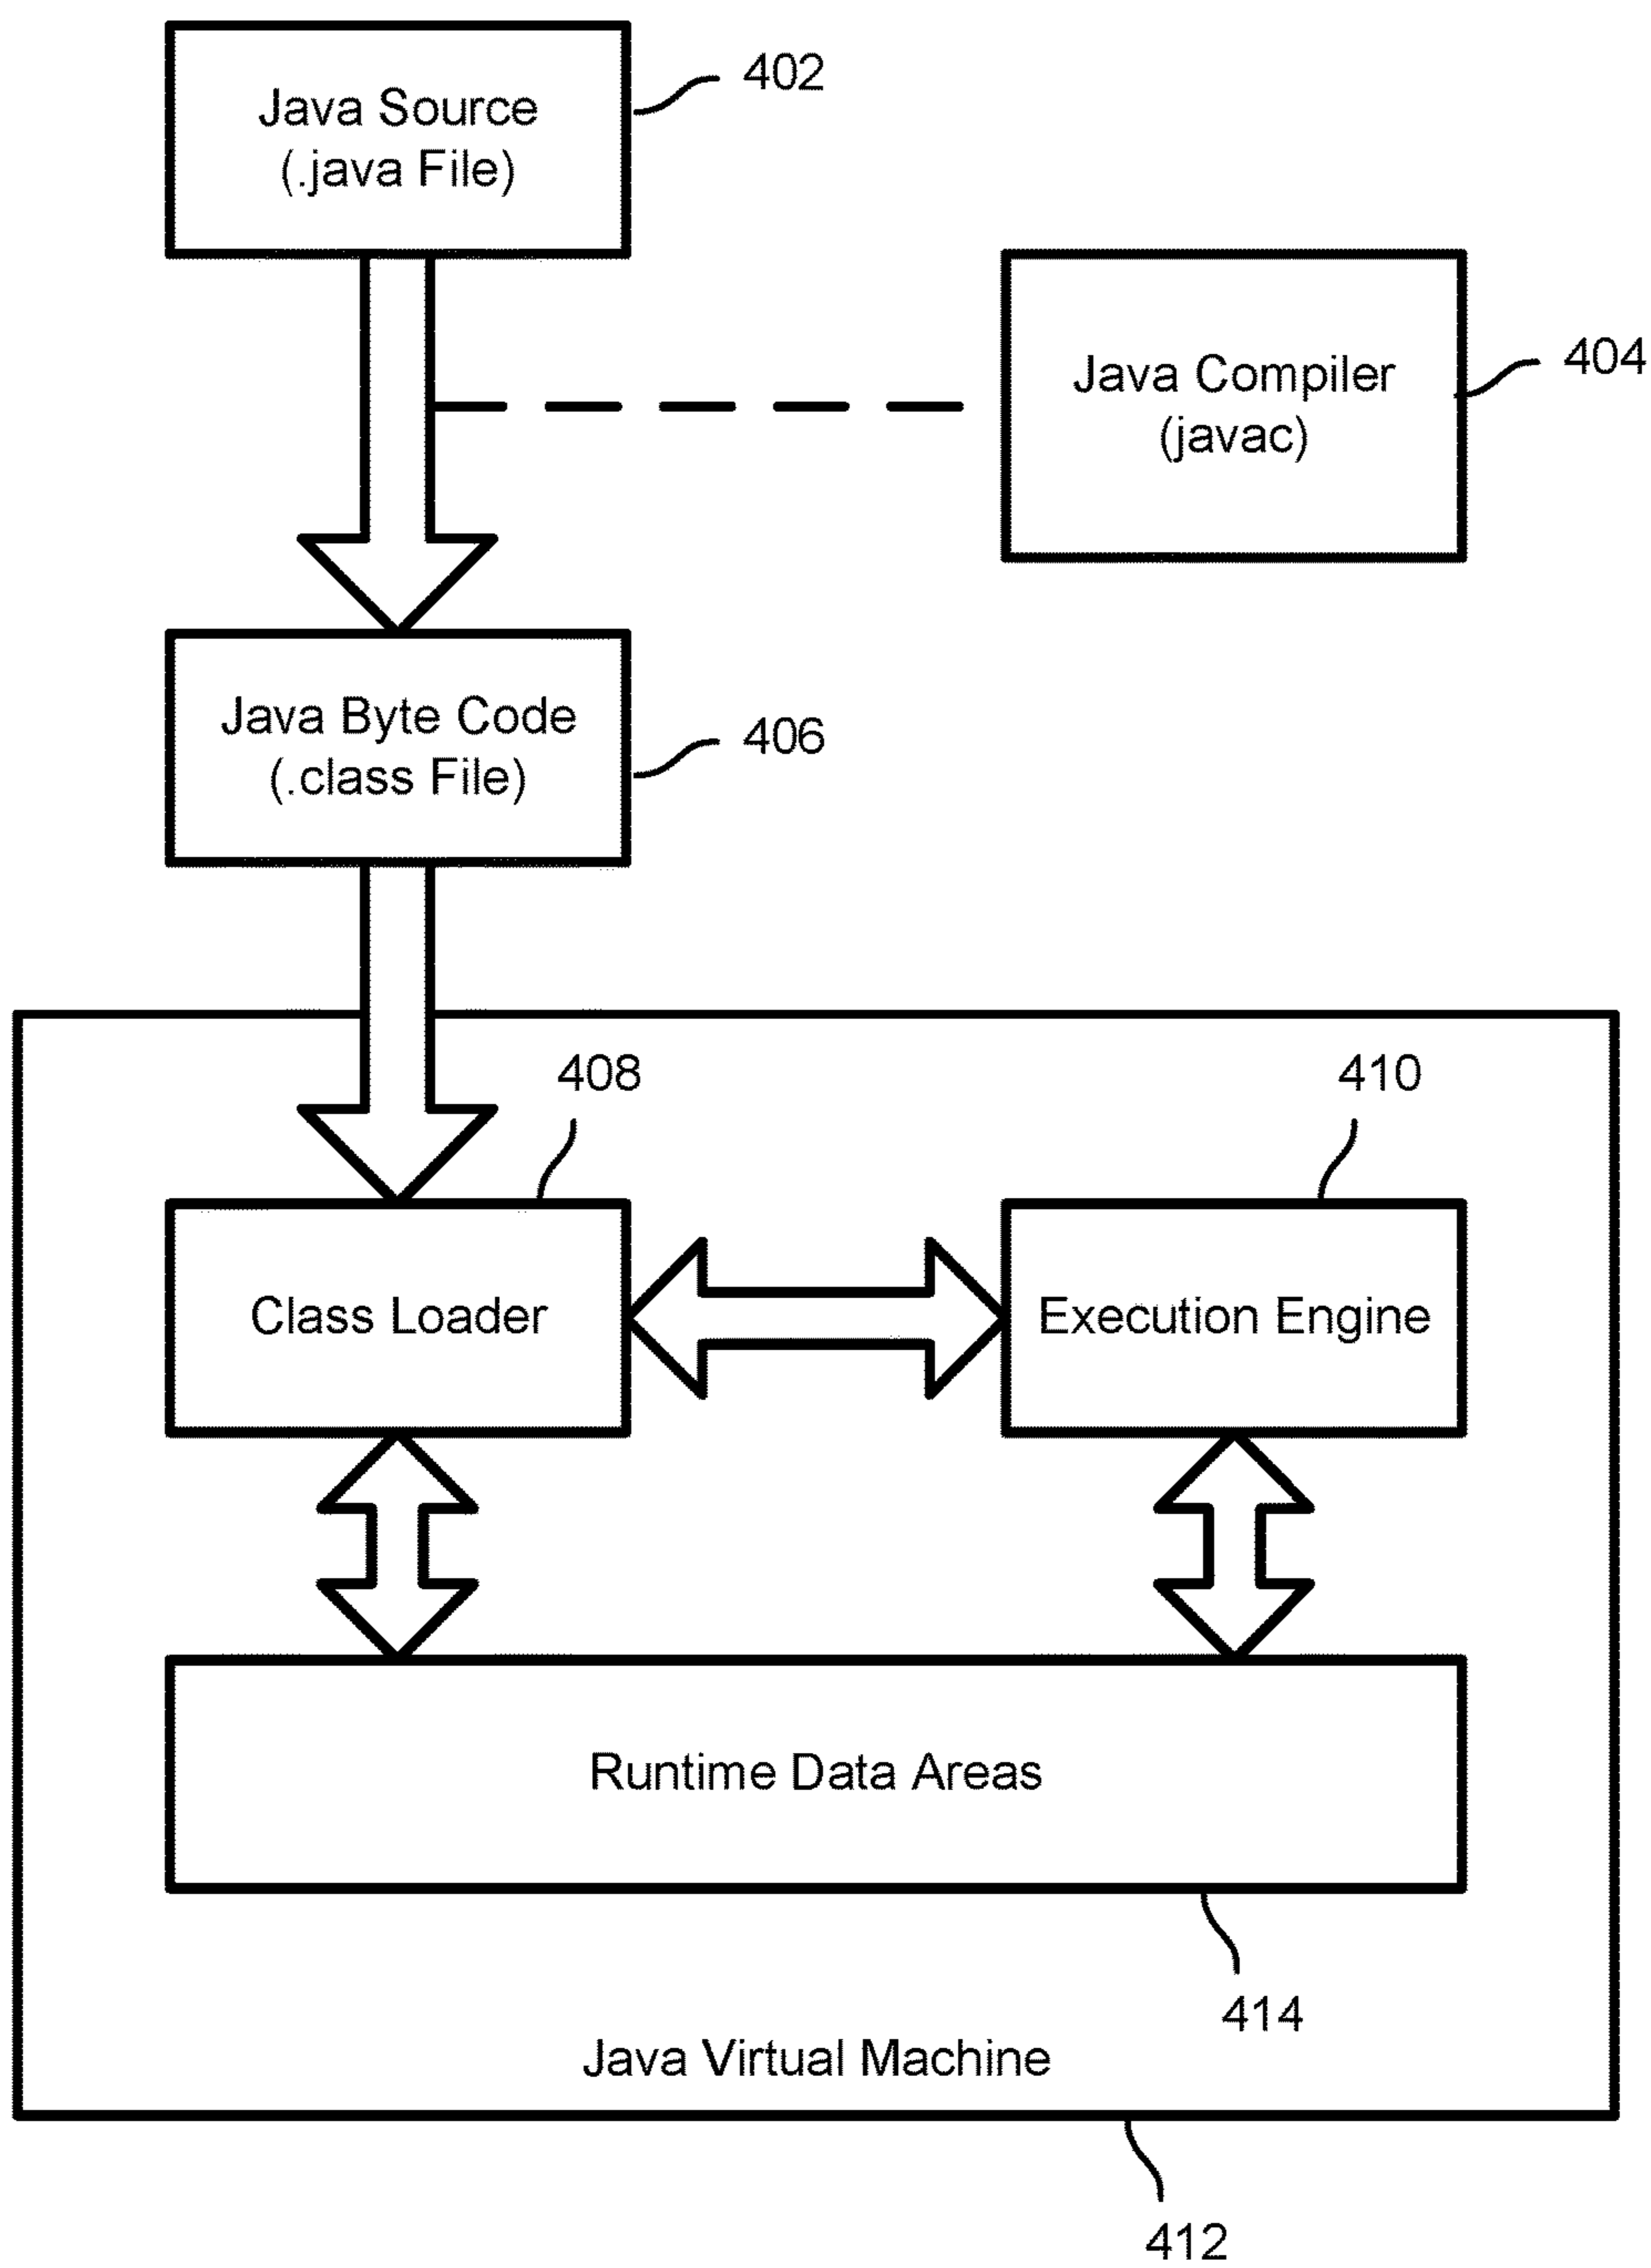 402
Java Source
(.java File)
404
Java Compiler
(javac)
Java Byte Code
(.class File)
406
408
410
Class Loader
Execution Engine
Runtime Data Areas
414
Java Virtual Machine
412